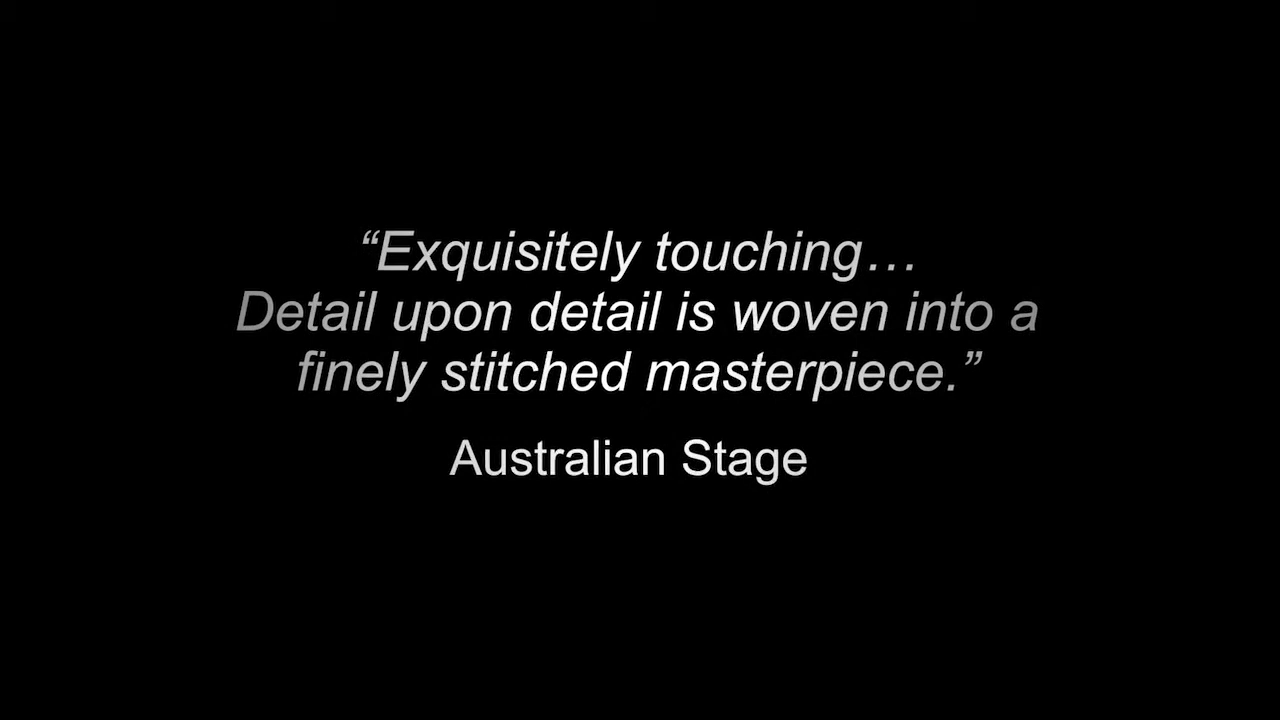 “Exquisitely touching…
Detail upon detail is woven into a
finely stitched masterpiece.”
Australian Stage